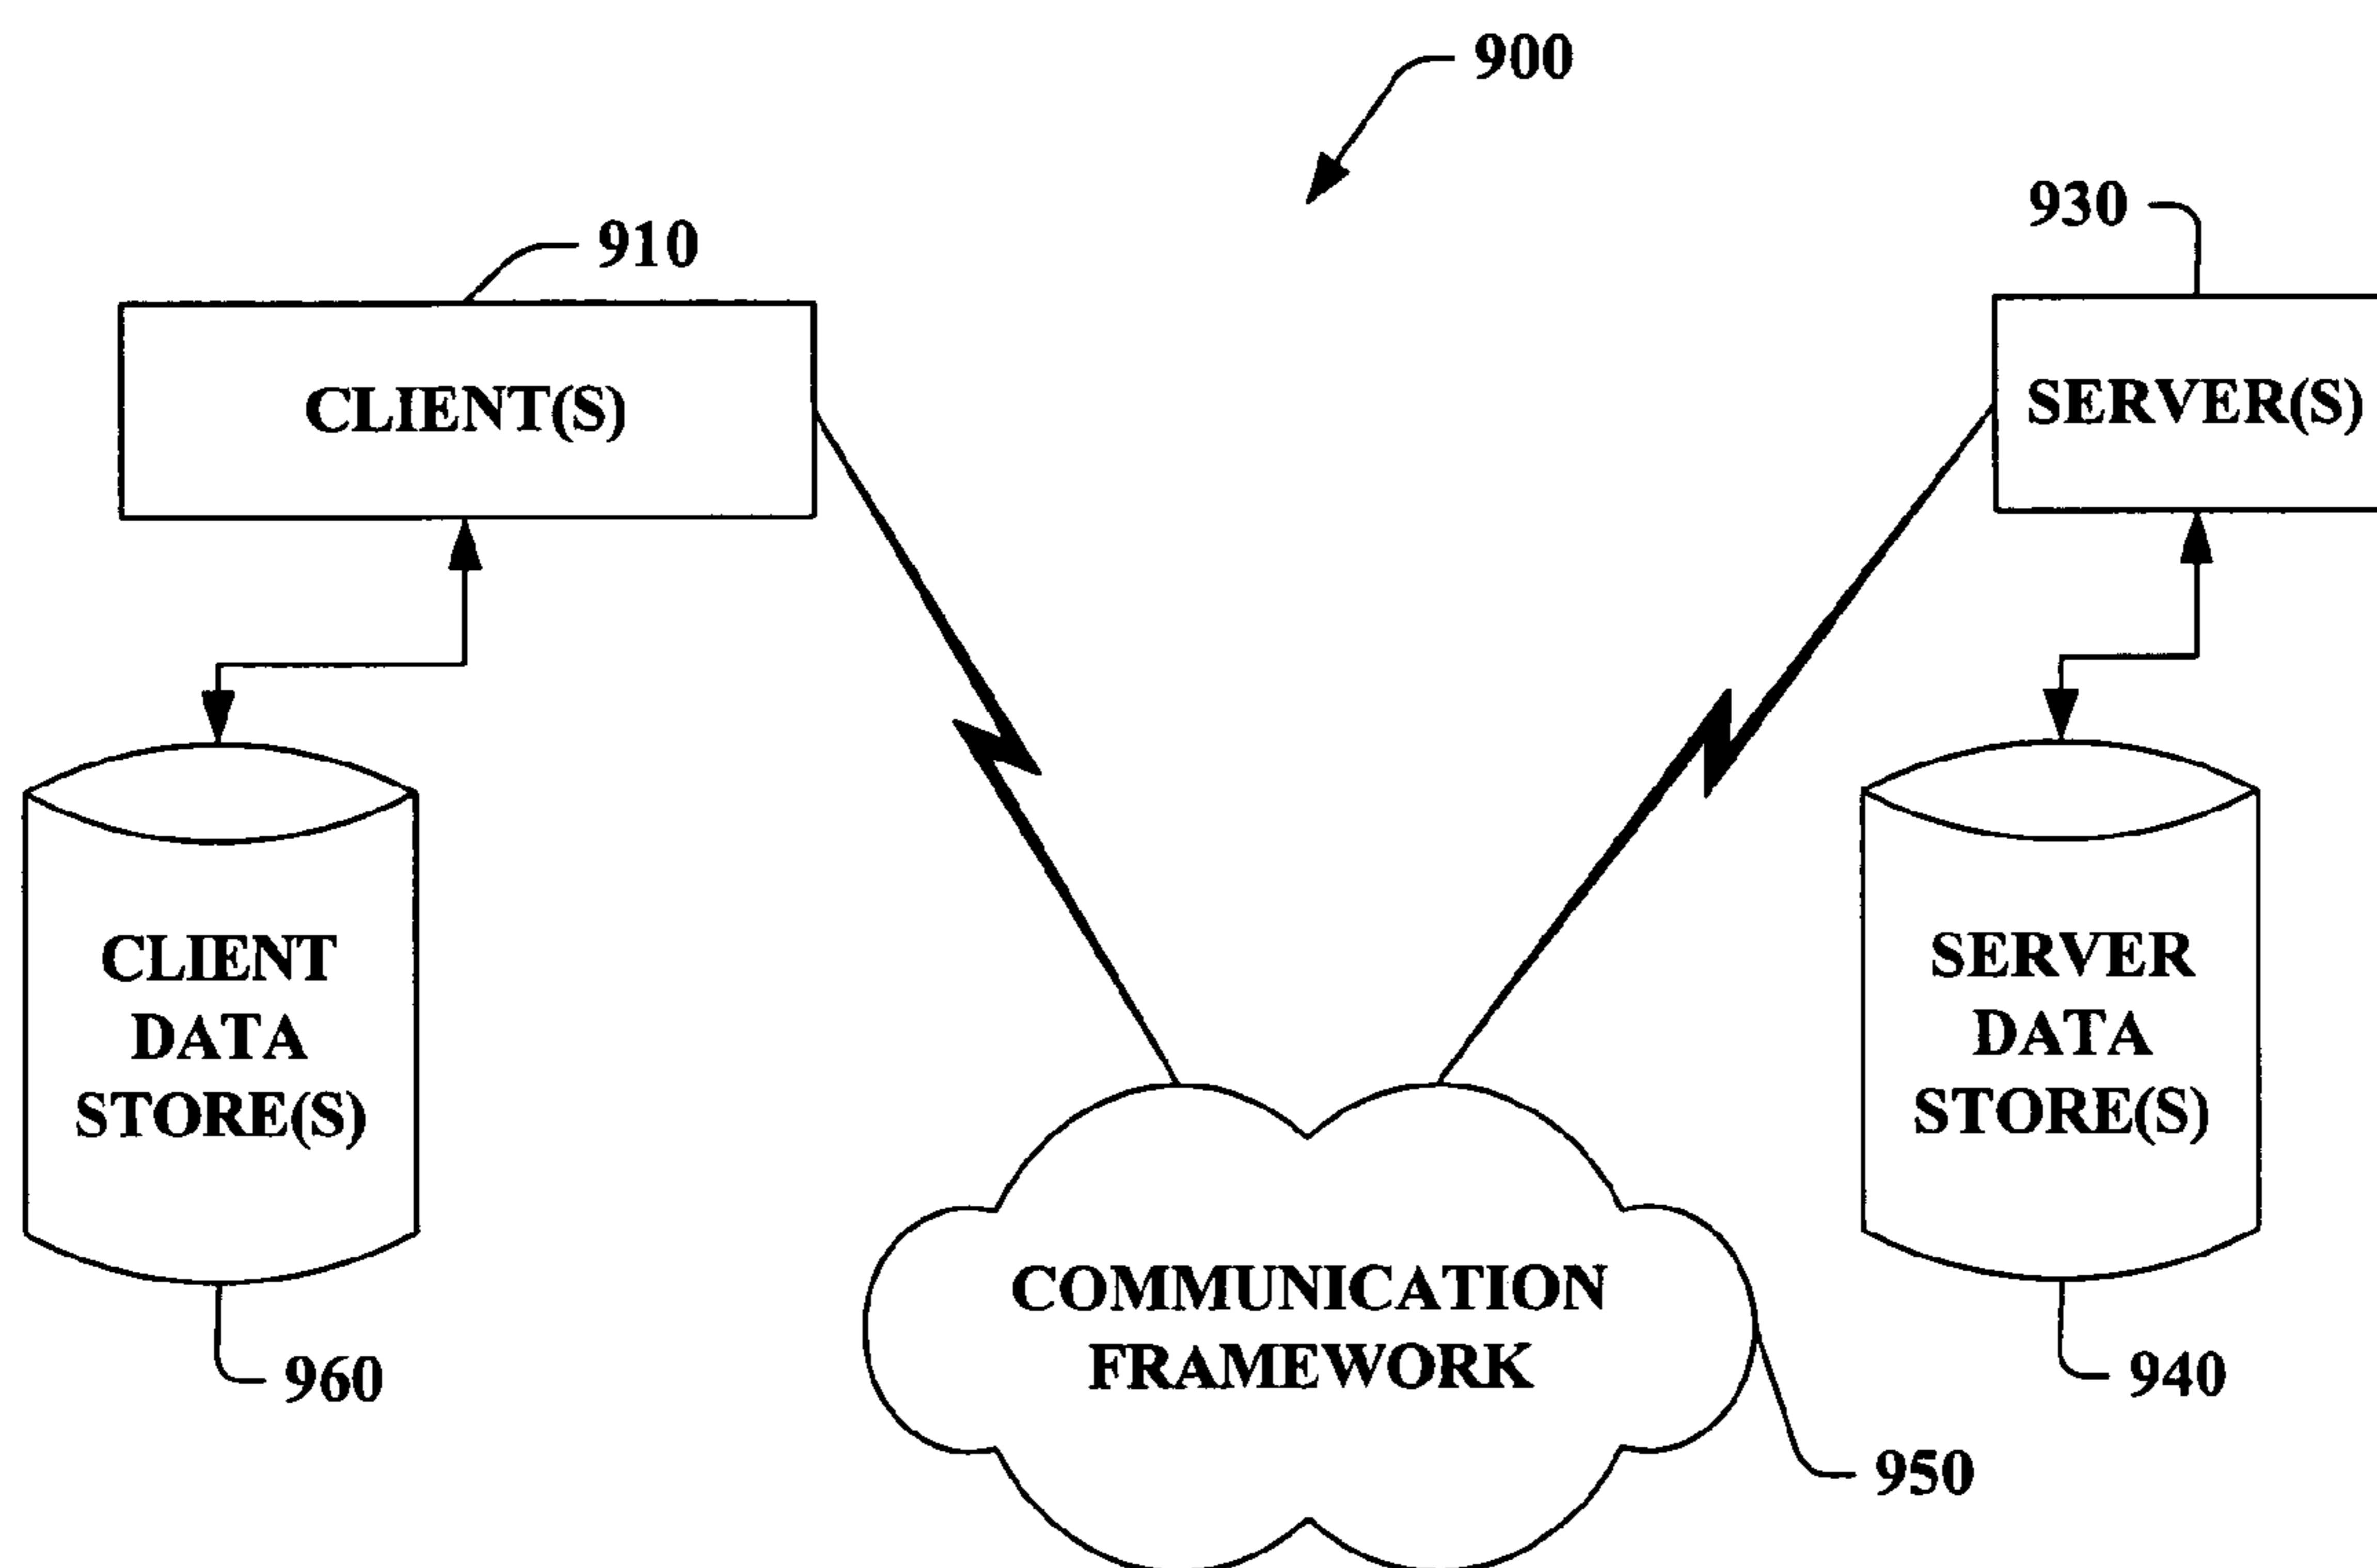 900
910
930
CLIENT(S)
SERVER(S)
CLIENT
DATA
STORE(S)
SERVER
DATA
STORE(S)
COMMUNICATION
FRAMEWORK
960
940
950